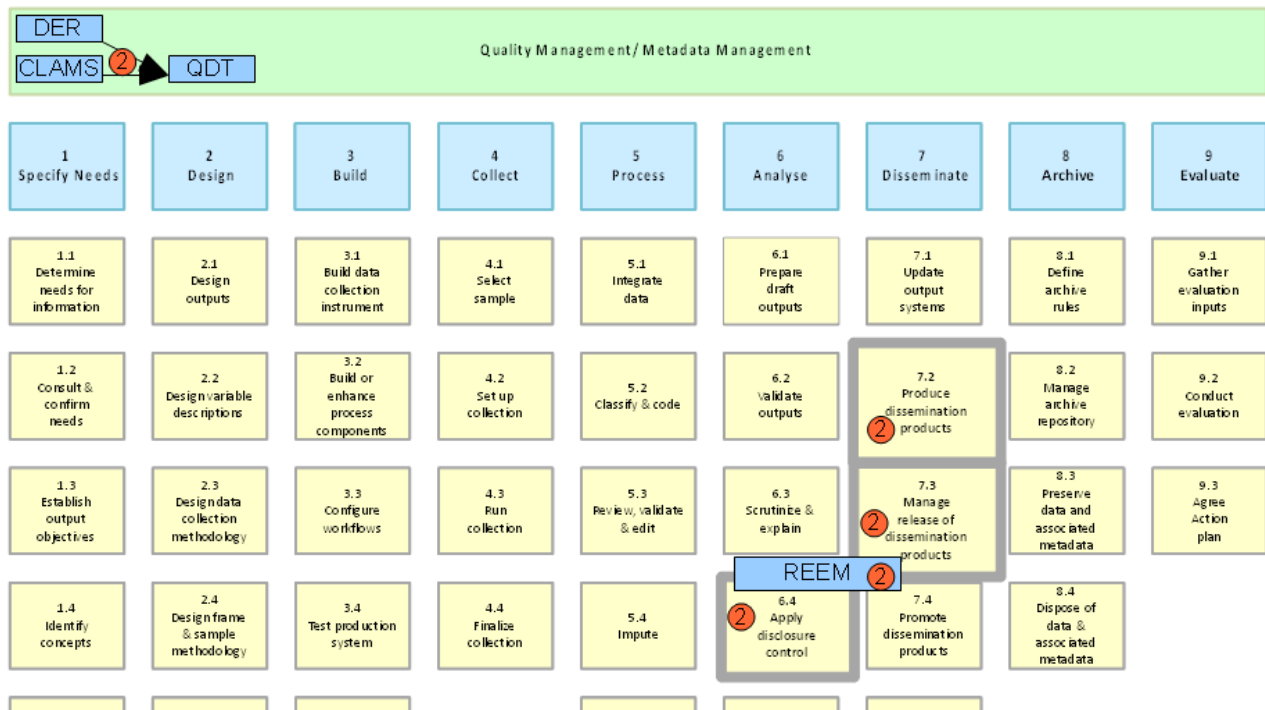 DER
CLAMS
2
QDT
Quality Management/ Metadata Management
1
Specify Needs
2
Design
3
Build
4
Collect
5
Process
6
Analyse
7
Disseminate
8
Archive
9
Evaluate
1.1
Determine
needs for
information
2.1
Design
outputs
3.1
Build data
collection
instrument
4.1
Select
sample
5.1
Integrate
data
6.1
Prepare
draft
outputs
7.1
Update
output
systems
8.1
Define
archive
rules
9.1
Gather
evaluation
inputs
1.2
Consult &
confirm
needs
2.2
Design variable
descriptions
3.2
Build or
enhance
process
components
4.2
Set up
collection
5.2
Classify & code
6.2
Validate
outputs
7.2
Produce
dissemination
products
2
8.2
Manage
archive
repository
9.2
Conduct
evaluation
1.3
Establish
output
objectives
2.3
Design data
collection
methodology
3.3
Configure
workflows
4.3
Run
collection
5.3
Review, validate
& edit
6.3
Scrutinize &
explain
7.3
Manage
release of
dissemination
products
2
8.3
Preserve
data and
associated
metadata
9.3
Agree
Action
plan
REEM
2
1.4
Identify
concepts
2.4
Design frame
& sample
methodology
3.4
Test production
system
4.4
Finalize
collection
5.4
Impute
2
6.4
Apply
disclosure
control
7.4
Promote
dissemination
products
8.4
Dispose of
data &
associated
metadata